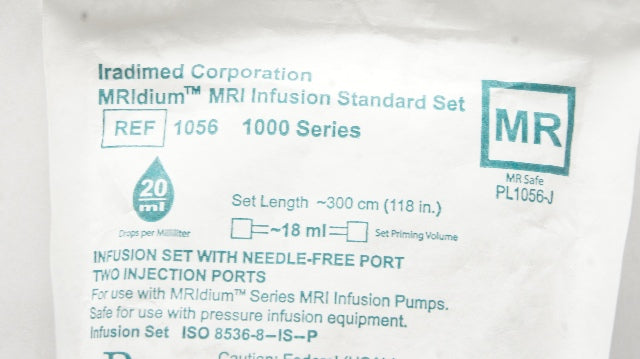 Iradimed Corporation
MRIdium™ MRI Infusion Standard Set
REF 1056 1000 Series
MR
MR Safe
PL1056-J
20
ml
Drops per Milliliter
Set Length ~300 cm (118 in.)
~18 ml Set Priming Volume
INFUSION SET WITH NEEDLE-FREE PORT
TWO INJECTION PORTS
For use with MRIdium™ Series MRI Infusion Pumps.
Safe for use with pressure infusion equipment.
Infusion Set ISO 8536-8-IS-P
Caution: